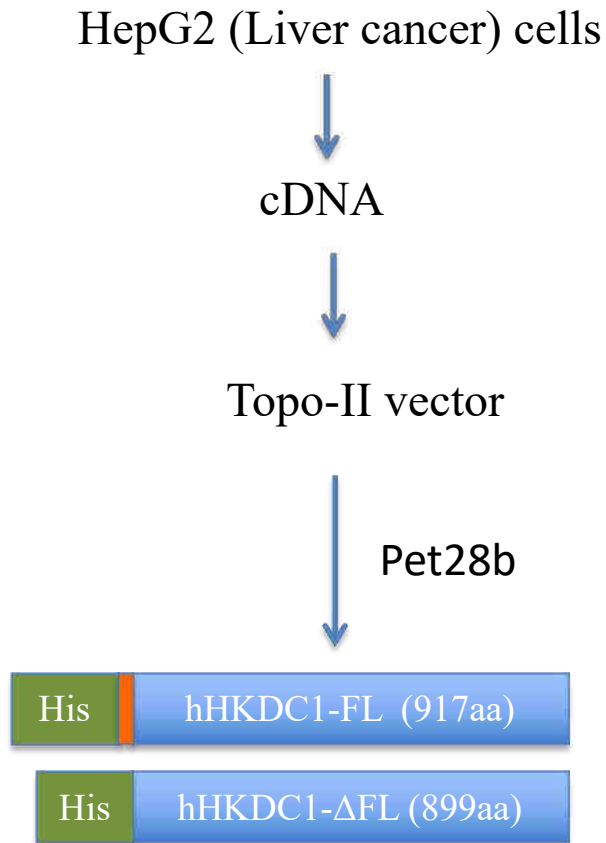 HepG2 (Liver cancer) cells
cDNA
Topo-II vector
Pet28b
His hHKDC1-FL (917aa)
His hHKDC1-ΔFL (899aa)